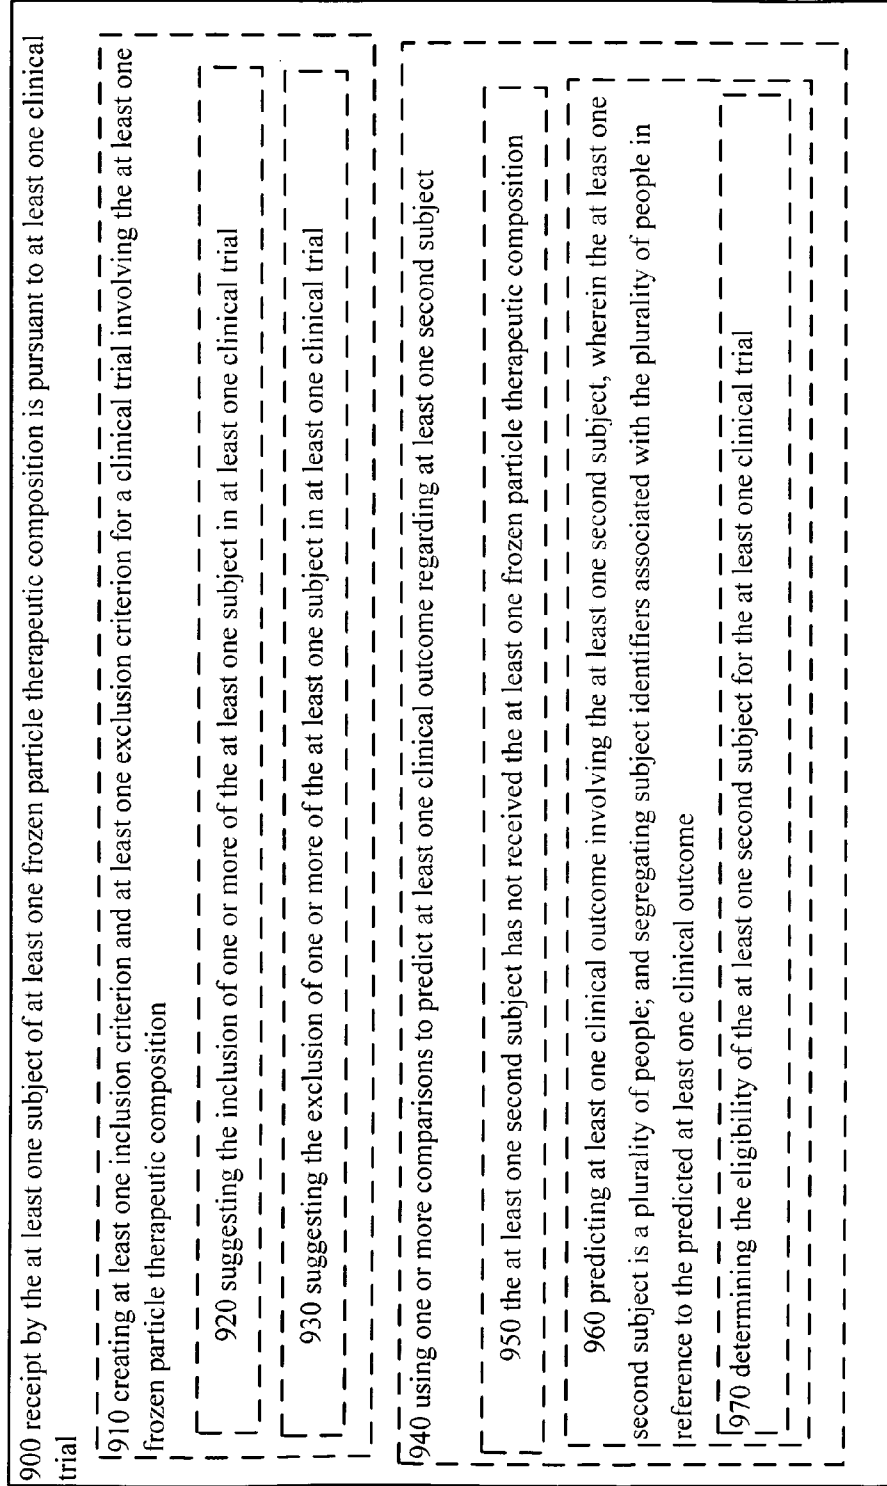 900 receipt by the at least one subject of at least one frozen particle therapeutic composition is pursuant to at least one clinical
trial
910 creating at least one inclusion criterion and at least one exclusion criterion for a clinical trial involving the at least one
frozen particle therapeutic composition
920 suggesting the inclusion of one or more of the at least one subject in at least one clinical trial
930 suggesting the exclusion of one or more of the at least one subject in at least one clinical trial
940 using one or more comparisons to predict at least one clinical outcome regarding at least one second subject
950 the at least one second subject has not received the at least one frozen particle therapeutic composition
960 predicting at least one clinical outcome involving the at least one second subject, wherein the at least one
second subject is a plurality of people; and segregating subject identifiers associated with the plurality of people in
reference to the predicted at least one clinical outcome
970 determining the eligibility of the at least one second subject for the at least one clinical trial